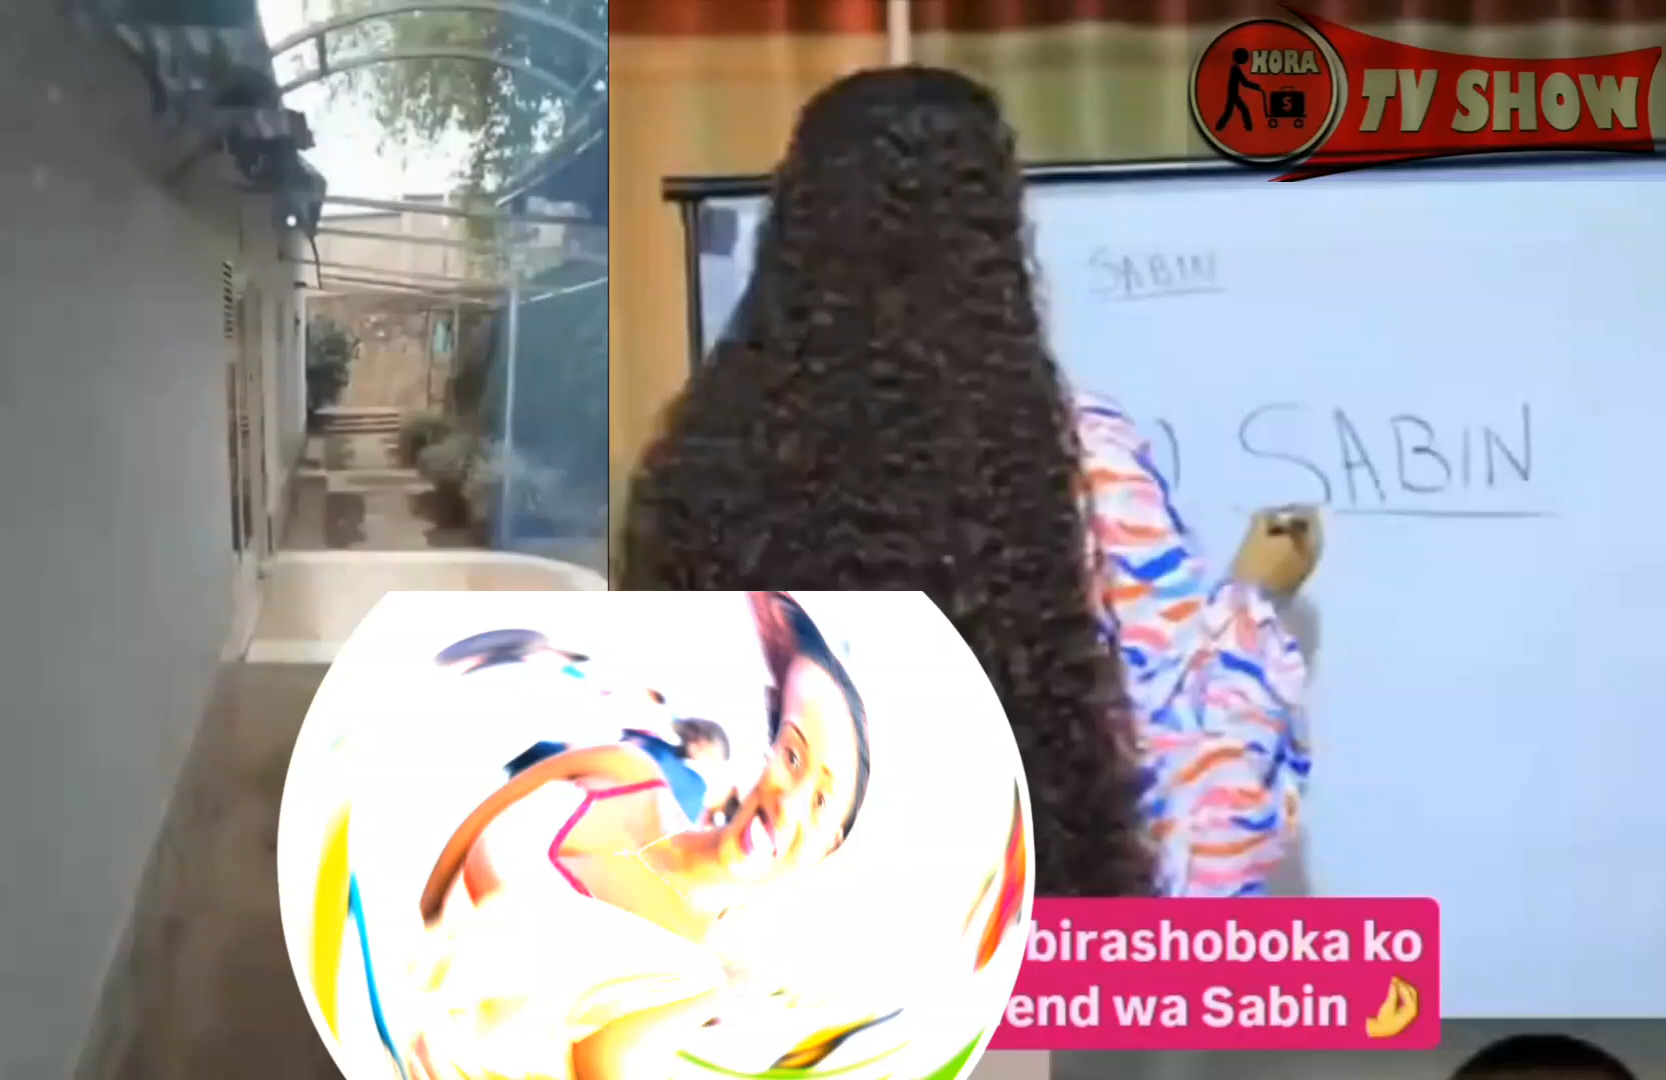 KORA
TV SHOW
SABIN
SABIN
birashoboka ko
end wa Sabin 🤌